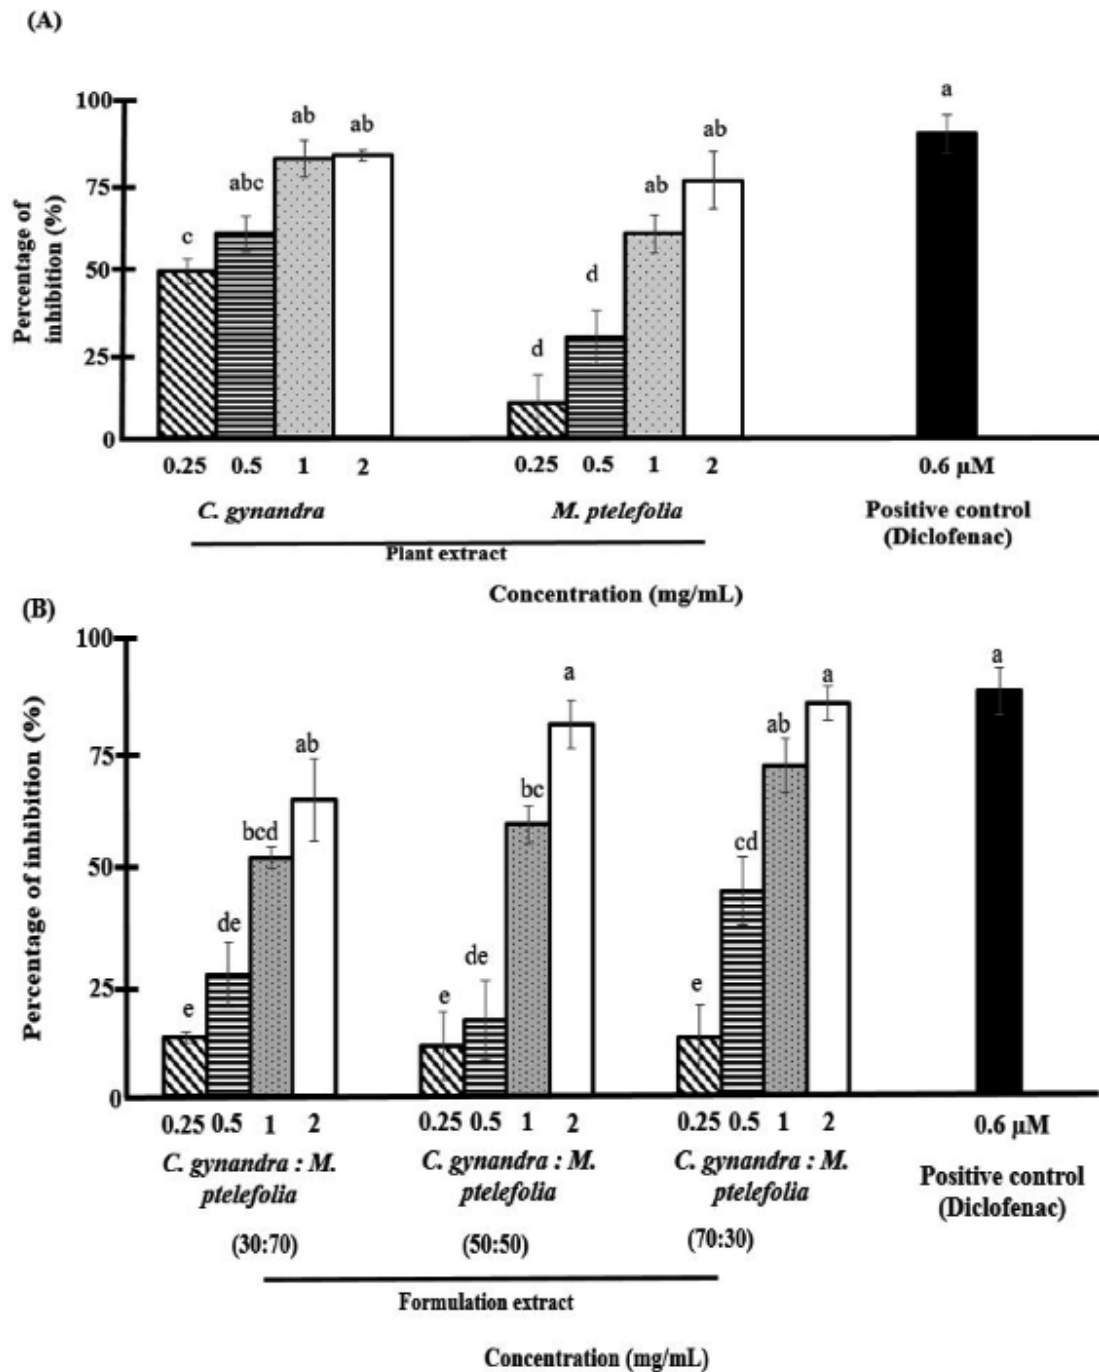 (A)
Percentage of
inhibition (%)
100
75
50
25
0
c
abc
ab
ab
d
d
ab
ab
a
0.25 0.5 1 2
0.25 0.5 1 2
0.6 µM
C. gynandra
M. ptelefolia
Positive control
(Diclofenac)
Plant extract
Concentration (mg/mL)
(B)
Percentage of inhibition (%)
100
75
50
25
0
e
de
bcd
ab
e
de
bc
a
e
cd
ab
a
a
0.25 0.5 1 2
0.25 0.5 1 2
0.25 0.5 1 2
0.6 µM
C. gynandra : M.
ptelefolia
(30:70)
C. gynandra : M.
ptelefolia
(50:50)
C. gynandra : M.
ptelefolia
(70:30)
Positive control
(Diclofenac)
Formulation extract
Concentration (mg/mL)